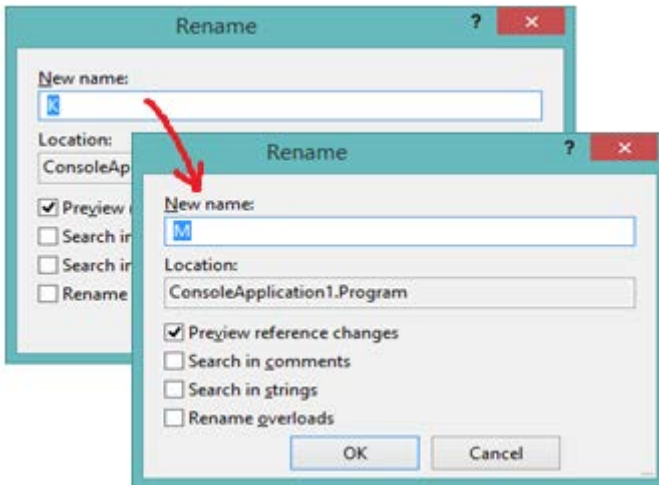 Rename
?
New name:
K
Location:
ConsoleAp
Preview
Search in
Search in
Rename
Rename
?
New name:
M
Location:
ConsoleApplication1.Program
Preview reference changes
Search in comments
Search in strings
Rename overloads
OK
Cancel